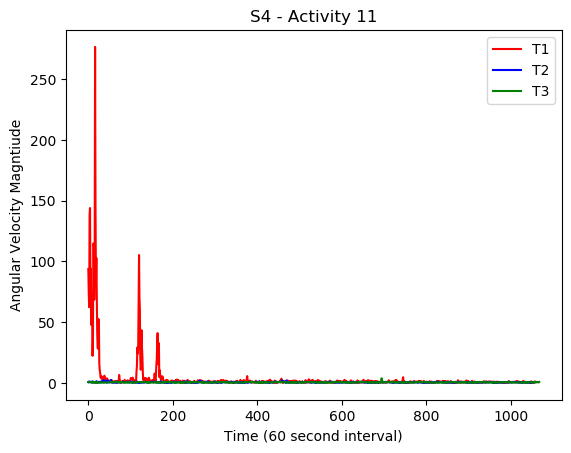 S4 - Activity 11
T1
T2
T3
250
200
150
100
50
0
Angular Velocity Magntiude
0 200 400 600 800 1000
Time (60 second interval)